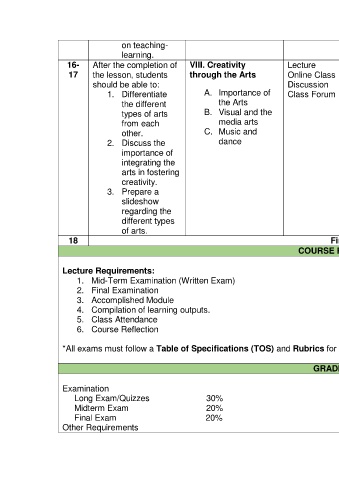 on teaching-
learning.
16-
17
After the completion of
the lesson, students
should be able to:
1. Differentiate
the different
types of arts
from each
other.
2. Discuss the
importance of
integrating the
arts in fostering
creativity.
3. Prepare a
slideshow
regarding the
different types
of arts.
VIII. Creativity
through the Arts
A. Importance of
the Arts
B. Visual and the
media arts
C. Music and
dance
Lecture
Online Class
Discussion
Class Forum
18
Fi
COURSE
Lecture Requirements:
1. Mid-Term Examination (Written Exam)
2. Final Examination
3. Accomplished Module
4. Compilation of learning outputs.
5. Class Attendance
6. Course Reflection
*All exams must follow a Table of Specifications (TOS) and Rubrics for
GRAD
Examination
Long Exam/Quizzes 30%
Midterm Exam 20%
Final Exam 20%
Other Requirements